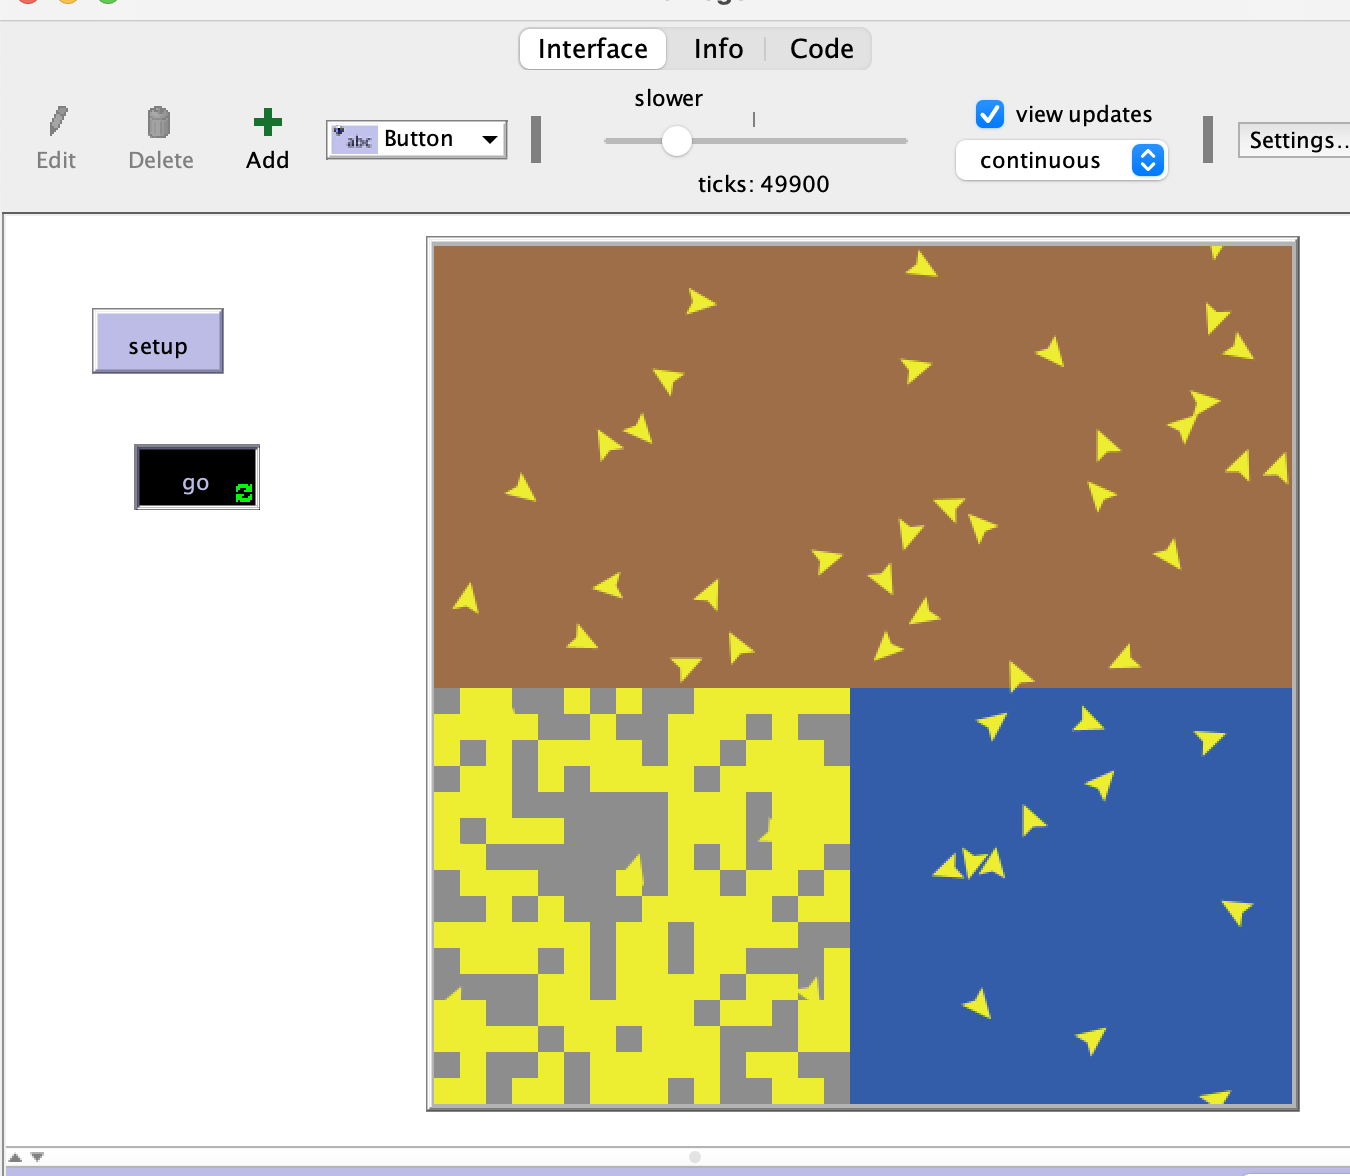 Interface Info Code
slower
Edit Delete Add abc Button view updates Settings...
continuous
ticks: 49900
setup
go